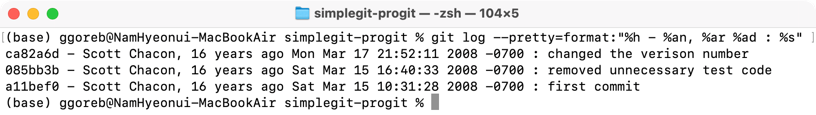 simplegit-progit — -zsh — 104×5
[(base) ggoreb@NamHyeonui-MacBookAir simplegit-progit % git log --pretty=format:"%h - %an, %ar %ad : %s" ]
ca82a6d - Scott Chacon, 16 years ago Mon Mar 17 21:52:11 2008 -0700 : changed the verison number
085bb3b - Scott Chacon, 16 years ago Sat Mar 15 16:40:33 2008 -0700 : removed unnecessary test code
a11bef0 - Scott Chacon, 16 years ago Sat Mar 15 10:31:28 2008 -0700 : first commit
(base) ggoreb@NamHyeonui-MacBookAir simplegit-progit %